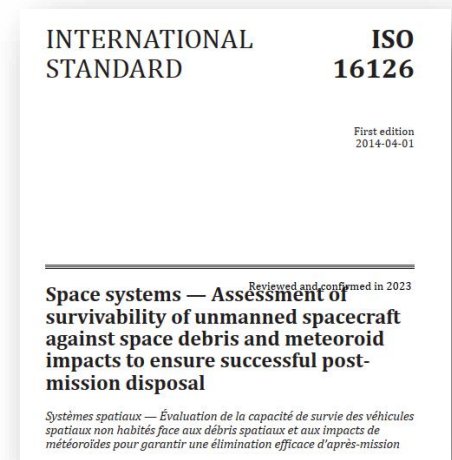 INTERNATIONAL
STANDARD
ISO
16126
First edition
2014-04-01
Reviewed and confirmed in 2023
Space systems — Assessment of
survivability of unmanned spacecraft
against space debris and meteoroid
impacts to ensure successful post-
mission disposal
Systèmes spatiaux — Évaluation de la capacité de survie des véhicules
spatiaux non habités face aux débris spatiaux et aux impacts de
météoroïdes pour garantir une élimination efficace d'après-mission